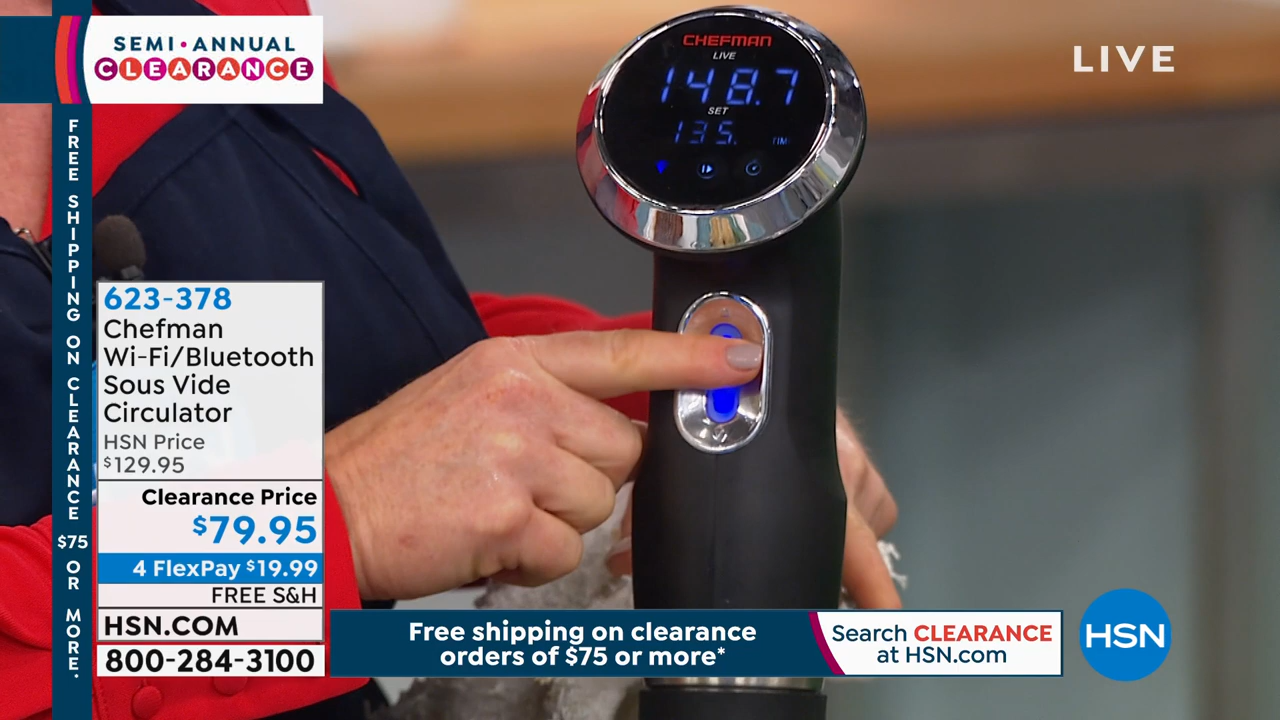 SEMI•ANNUAL
CLEARANCE
FREE SHIPPING ON CLEARANCE $75 OR MORE.
623-378
Chefman
Wi-Fi/Bluetooth
Sous Vide
Circulator
HSN Price
$129.95
Clearance Price
$79.95
4 FlexPay $19.99
FREE S&H
HSN.COM
800-284-3100
CHEFMAN
LIVE
148.7
SET
135.
LIVE
Free shipping on clearance
orders of $75 or more*
Search CLEARANCE
at HSN.com
HSN